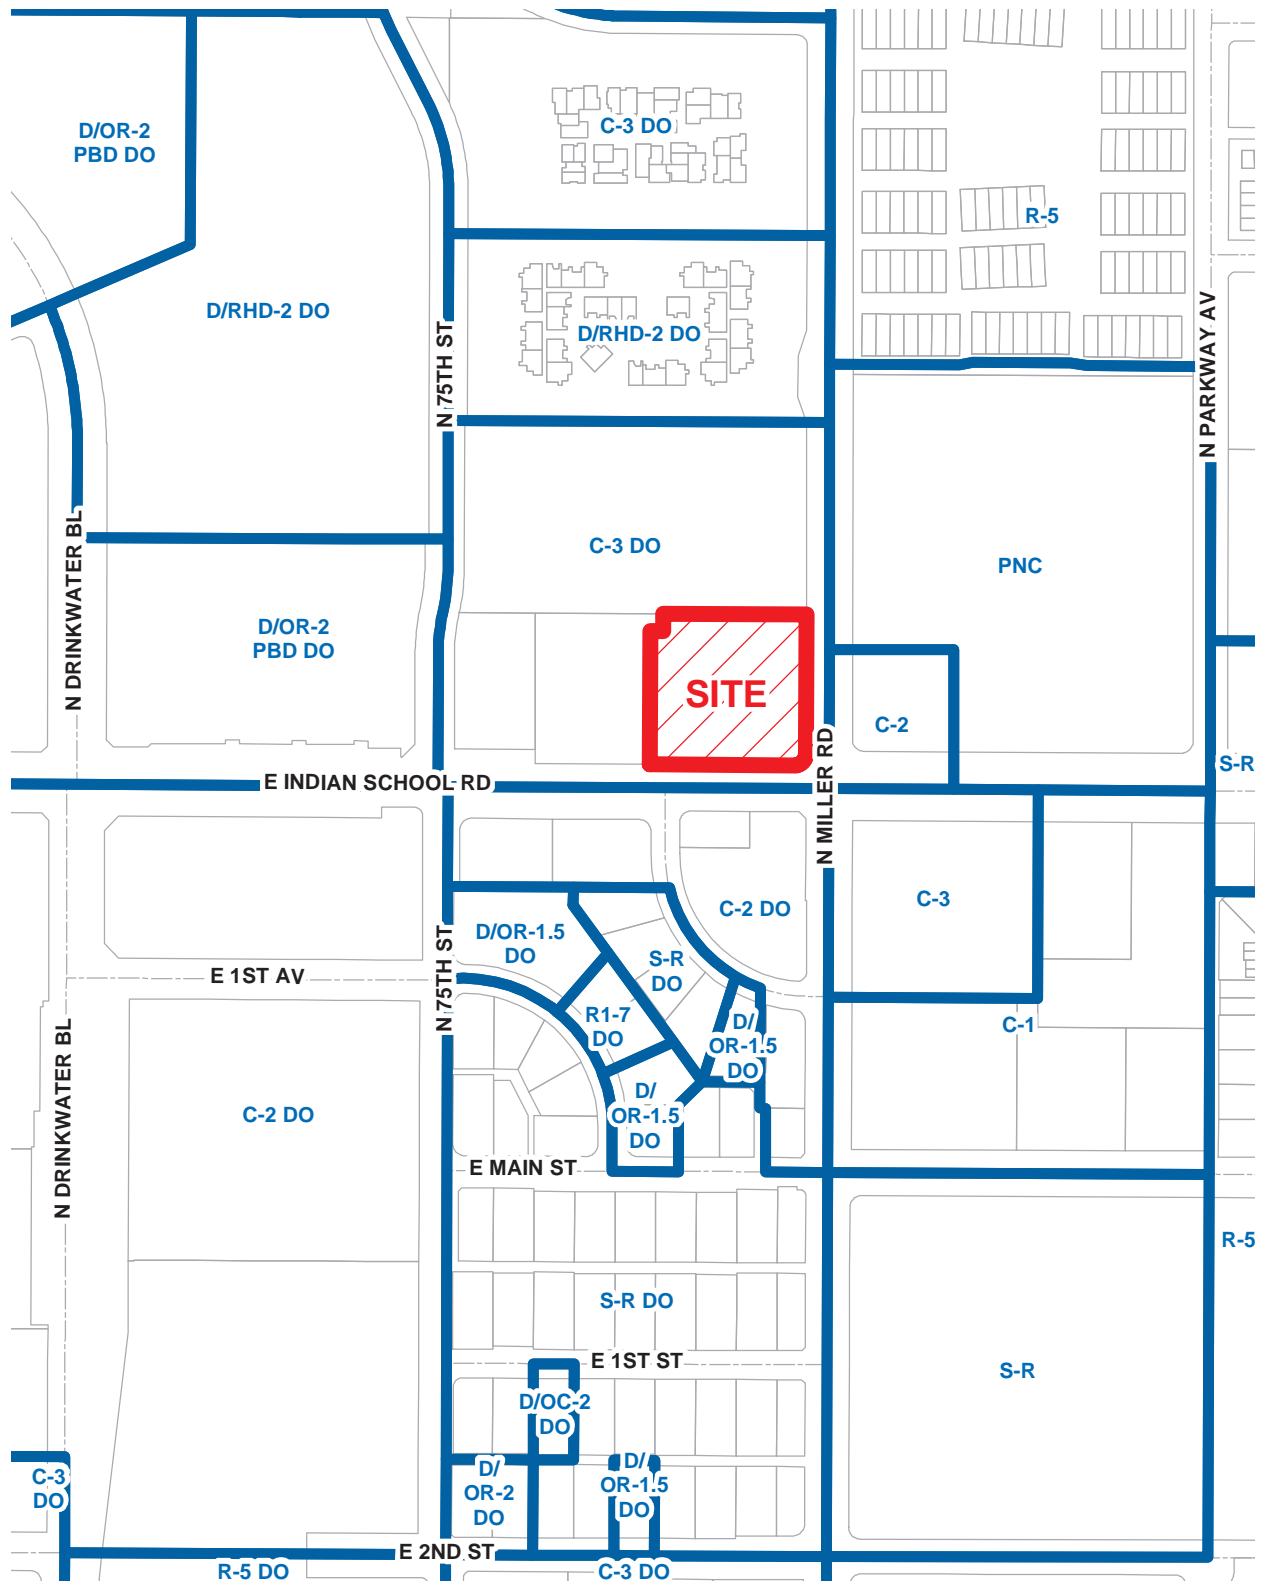 D/OR-2
PBD DO
C-3 DO
R-5
D/RHD-2 DO
D/RHD-2 DO
N 75TH ST
N PARKWAY AV
C-3 DO
PNC
N DRINKWATER BL
D/OR-2
PBD DO
SITE
C-2
N MILLER RD
S-R
E INDIAN SCHOOL RD
C-3
C-2 DO
D/OR-1.5
DO
S-R
DO
N 75TH ST
E 1ST AV
R1-7
DO
D/
OR-1.5
DO
C-1
N DRINKWATER BL
C-2 DO
D/
OR-1.5
DO
E MAIN ST
R-5
S-R DO
E 1ST ST
S-R
D/OC-2
DO
C-3
DO
D/
OR-2
DO
D/
OR-1.5
DO
E 2ND ST
R-5 DO
C-3 DO